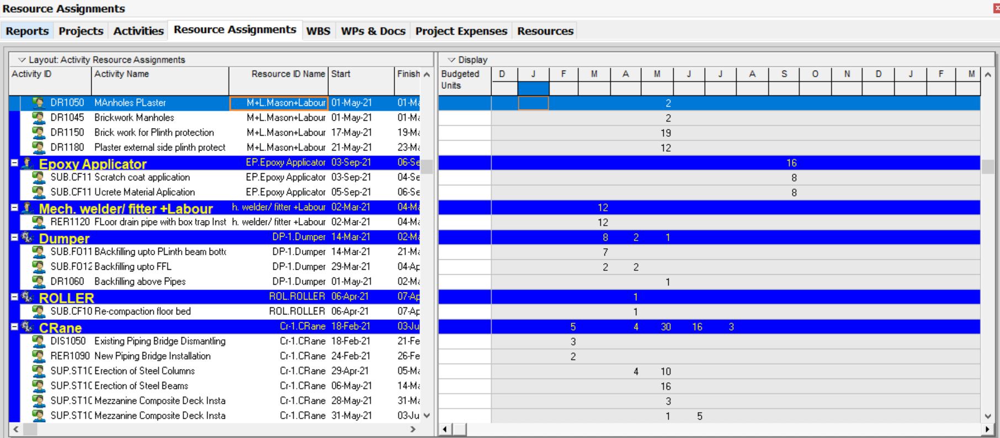 Resource Assignments
Reports Projects Activities Resource Assignments WBS WPs & Docs Project Expenses Resources
Layout: Activity Resource Assignments Display
Activity ID Activity Name Resource ID Name Start Finish Budgeted Units D J F M A M J J A S O N D J F M
DR1050 MAnholes PLaster M+L.Mason+Labour 01-May-21 01-Ma 2
DR1045 Brickwork Manholes M+L.Mason+Labour 01-May-21 01-Ma 2
DR1150 Brick work for Plinth protection M+L.Mason+Labour 17-May-21 19-Ma 19
DR1180 Plaster external side plinth protect M+L.Mason+Labour 21-May-21 23-Ma 12
Epoxy Applicator EP.Epoxy Applicator 03-Sep-21 06-Se 16
SUB.CF11 Scratch coat application EP.Epoxy Applicator 03-Sep-21 04-Se 8
SUB.CF11 Ucrete Material Aplication EP.Epoxy Applicator 05-Sep-21 06-Se 8
Mech. welder/ fitter +Labour h. welder/ fitter +Labour 02-Mar-21 04-Ma 12
RER1120 FLoor drain pipe with box trap Inst h. welder/ fitter +Labour 02-Mar-21 04-Ma 12
Dumper DP-1.Dumper 14-Mar-21 02-Ma 8 2 1
SUB.FO11 BAckfilling upto PLinth beam botto DP-1.Dumper 14-Mar-21 21-Ma 7
SUB.FO12 Backfilling upto FFL DP-1.Dumper 29-Mar-21 04-Ap 2 2
DR1060 Backfilling above Pipes DP-1.Dumper 01-May-21 02-Ma 1
ROLLER ROL.ROLLER 06-Apr-21 07-Ap 1
SUB.CF10 Re-compaction floor bed ROL.ROLLER 06-Apr-21 07-Ap 1
CRane Cr-1.CRane 18-Feb-21 03-Ju 5 4 30 16 3
DIS1050 Existing Piping Bridge Dismantling Cr-1.CRane 18-Feb-21 21-Fe 3
RER1090 New Piping Bridge Installation Cr-1.CRane 24-Feb-21 26-Fe 2
SUP.ST10 Erection of Steel Columns Cr-1.CRane 29-Apr-21 05-Ma 4 10
SUP.ST10 Erection of Steel Beams Cr-1.CRane 06-May-21 14-Ma 16
SUP.ST10 Mezzanine Composite Deck Insta Cr-1.CRane 28-May-21 31-Ma 3
SUP.ST10 Mezzanine Composite Deck Insta Cr-1.CRane 31-May-21 03-Ju 1 5